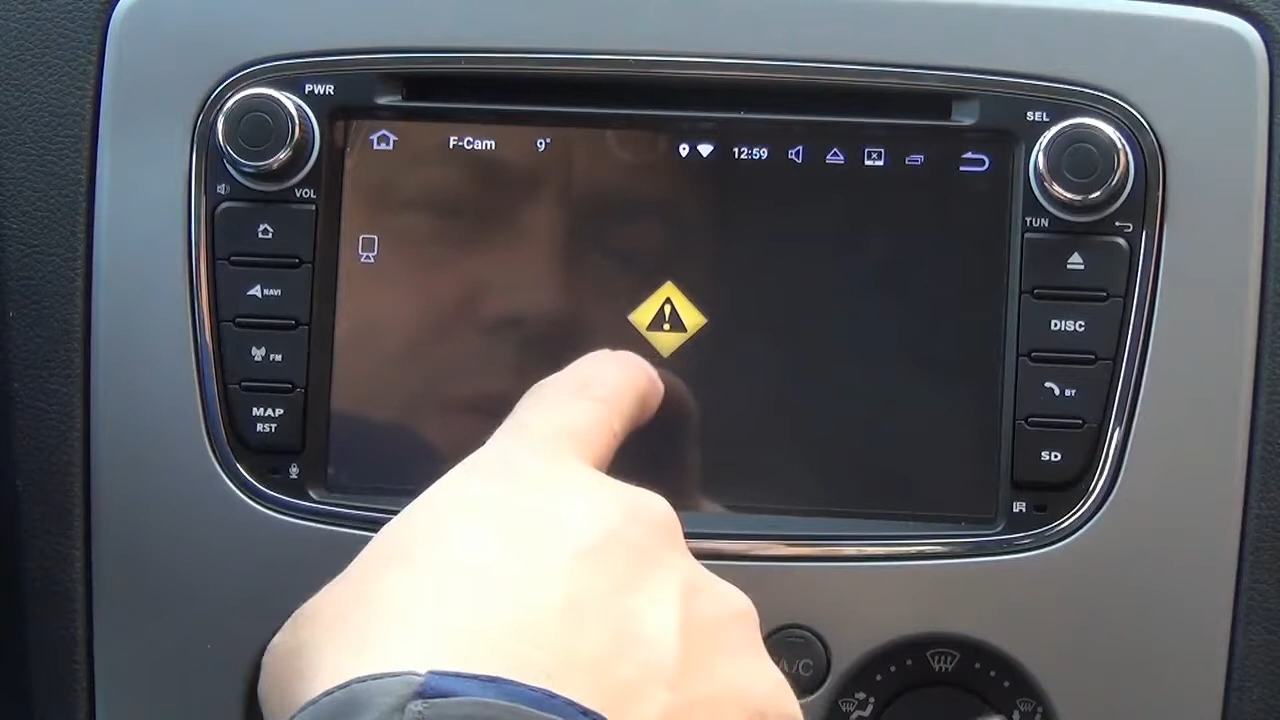 PWR
SEL
F-Cam 9° 12:59
VOL
TUN
NAVI
FM
MAP
RST
DISC
BT
SD
IR
A/C